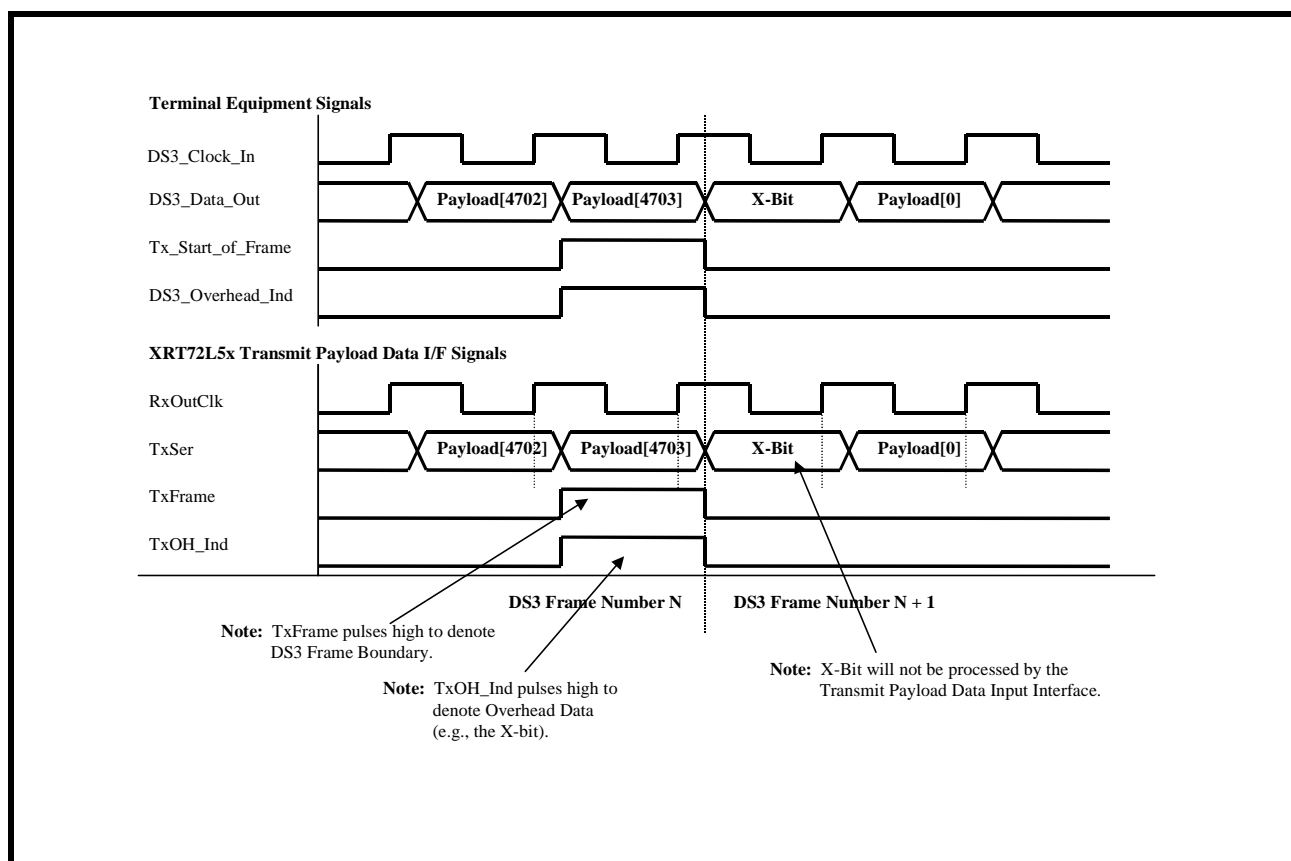 Terminal Equipment Signals
DS3_Clock_In
DS3_Data_Out
Payload[4702] Payload[4703] X-Bit Payload[0]
Tx_Start_of_Frame
DS3_Overhead_Ind
XRT72L5x Transmit Payload Data I/F Signals
RxOutClk
TxSer
Payload[4702] Payload[4703] X-Bit Payload[0]
TxFrame
TxOH_Ind
DS3 Frame Number N DS3 Frame Number N + 1
Note: TxFrame pulses high to denote
DS3 Frame Boundary.
Note: TxOH_Ind pulses high to
denote Overhead Data
(e.g., the X-bit).
Note: X-Bit will not be processed by the
Transmit Payload Data Input Interface.